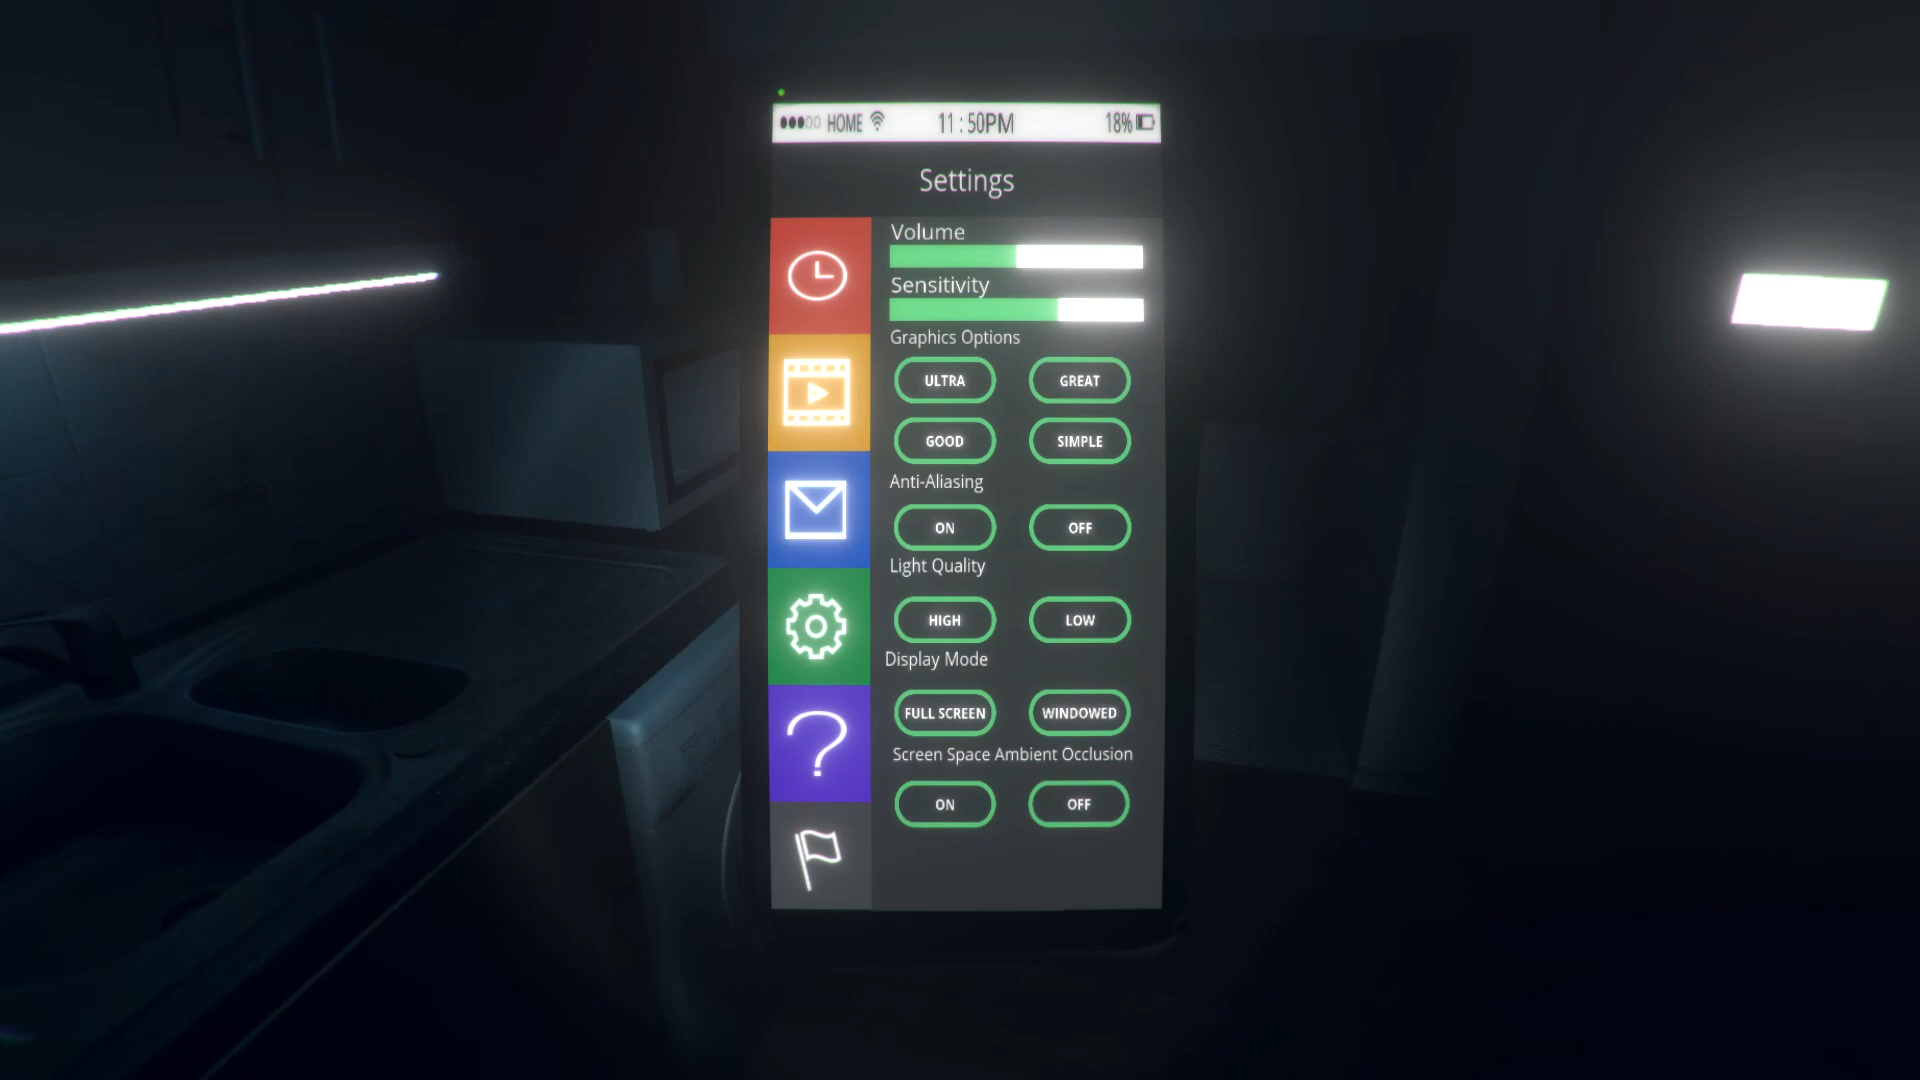 HOME 11 : 50PM 18%
Settings
Volume
Sensitivity
Graphics Options
ULTRA GREAT
GOOD SIMPLE
Anti-Aliasing
ON OFF
Light Quality
HIGH LOW
Display Mode
FULL SCREEN WINDOWED
Screen Space Ambient Occlusion
ON OFF